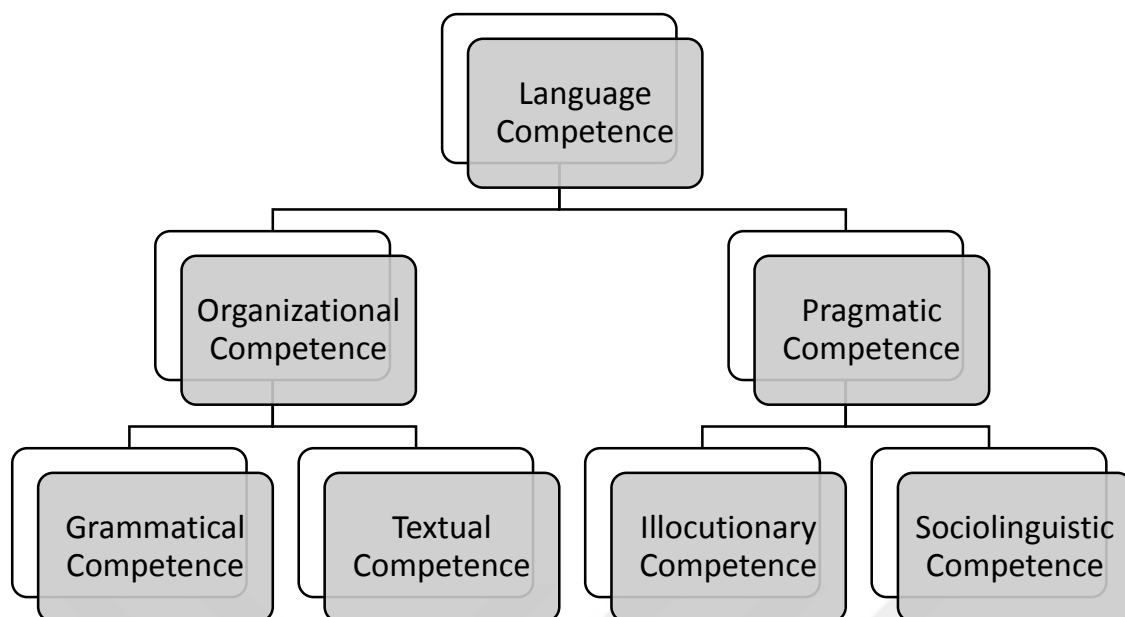 Language
Competence
Organizational
Competence
Pragmatic
Competence
Grammatical
Competence
Textual
Competence
Illocutionary
Competence
Sociolinguistic
Competence